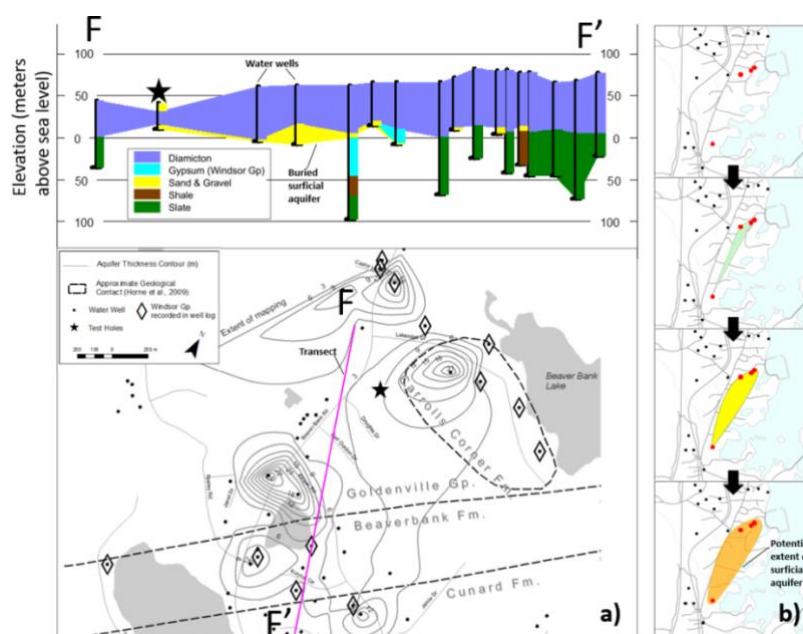 F
F'
Elevation (meters
above sea level)
100
50
0
50
100
100
50
0
50
100
Water wells
Buried
surficial
aquifer
Diamicton
Gypsum (Windsor Gp)
Sand & Gravel
Shale
Slate
Aquifer Thickness Contour (m)
Approximate Geological
Contact (Horne et al., 2009)
Water Well
Windsor Gp
recorded in well log
Test Holes
Extent of mapping
F
Transect
Beaver Bank
Lake
Carrolls Corner Fm.
Goldenville Gp.
Beaverbank Fm.
Cunard Fm.
F'
a)
Potenti
extent o
surficial
aquifer
b)